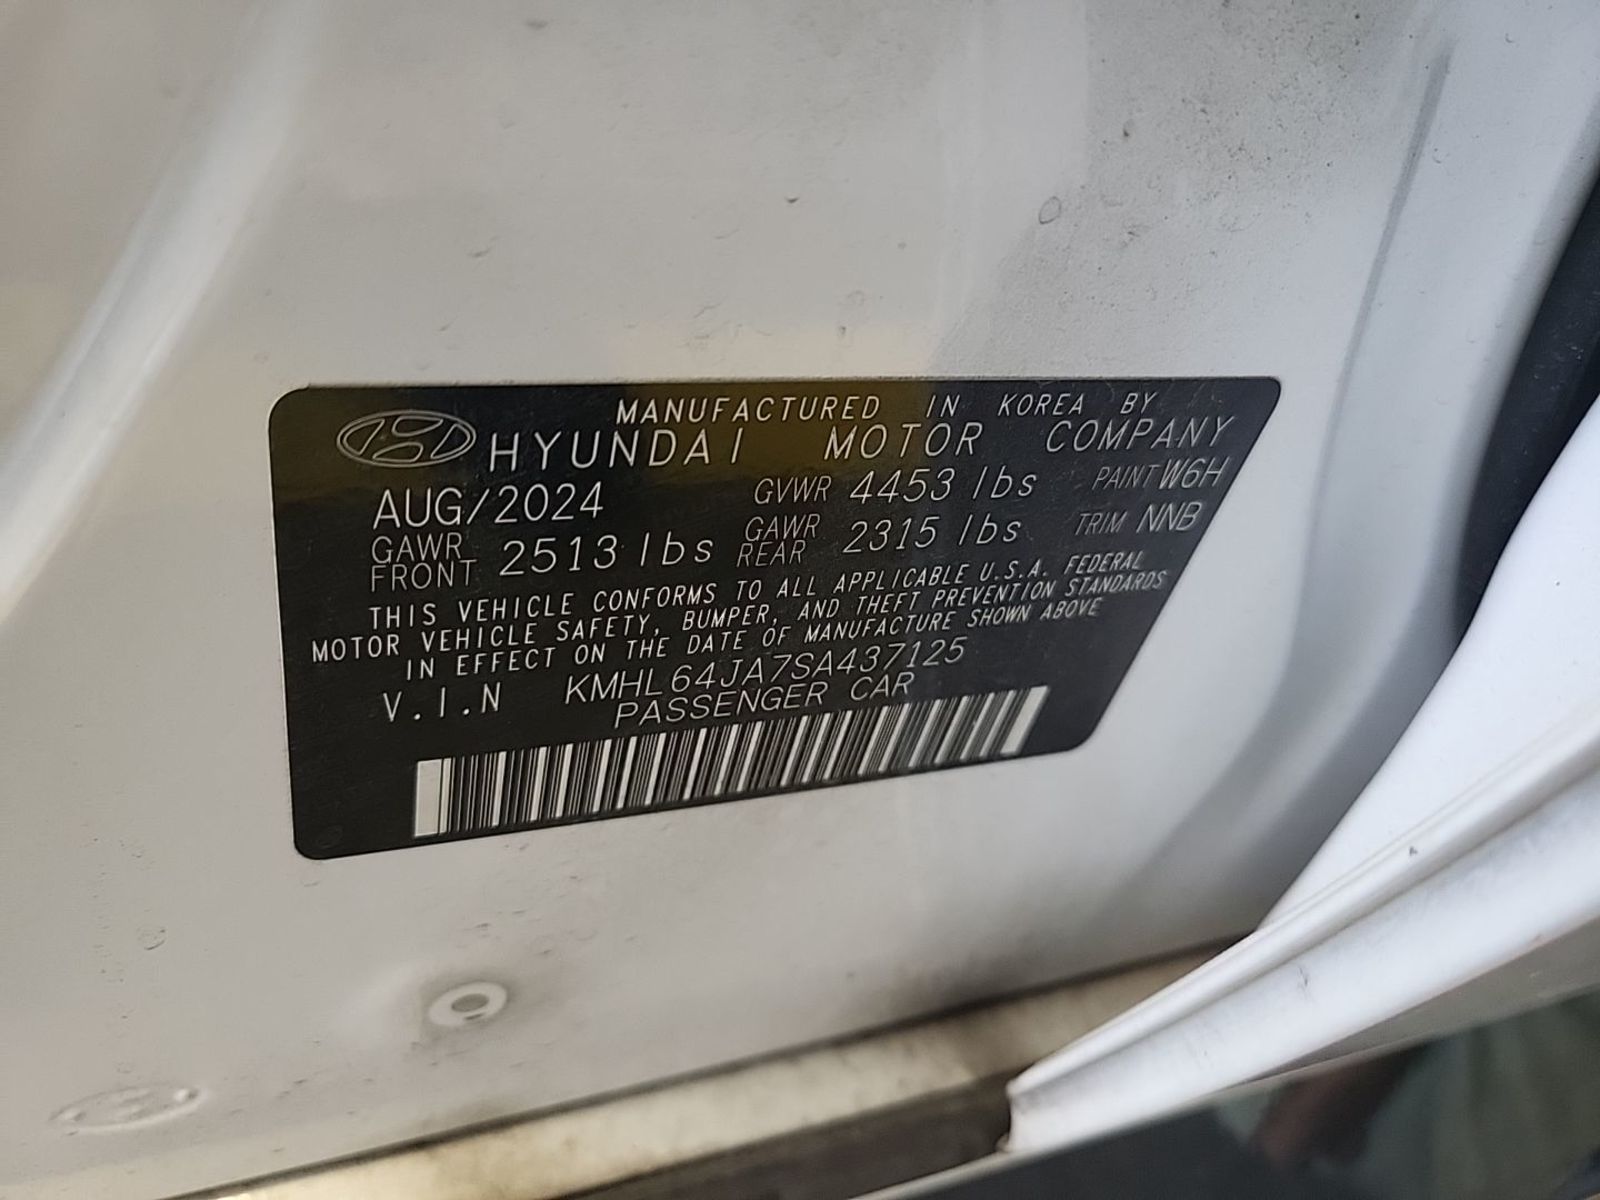 MANUFACTURED IN KOREA BY
HYUNDAI MOTOR COMPANY
AUG/2024 GVWR 4453 lbs PAINT W6H
GAWR FRONT 2513 lbs GAWR REAR 2315 lbs TRIM NNB
THIS VEHICLE CONFORMS TO ALL APPLICABLE U.S.A. FEDERAL
MOTOR VEHICLE SAFETY, BUMPER, AND THEFT PREVENTION STANDARDS
IN EFFECT ON THE DATE OF MANUFACTURE SHOWN ABOVE
V.I.N KMHL64JA7SA437125
PASSENGER CAR